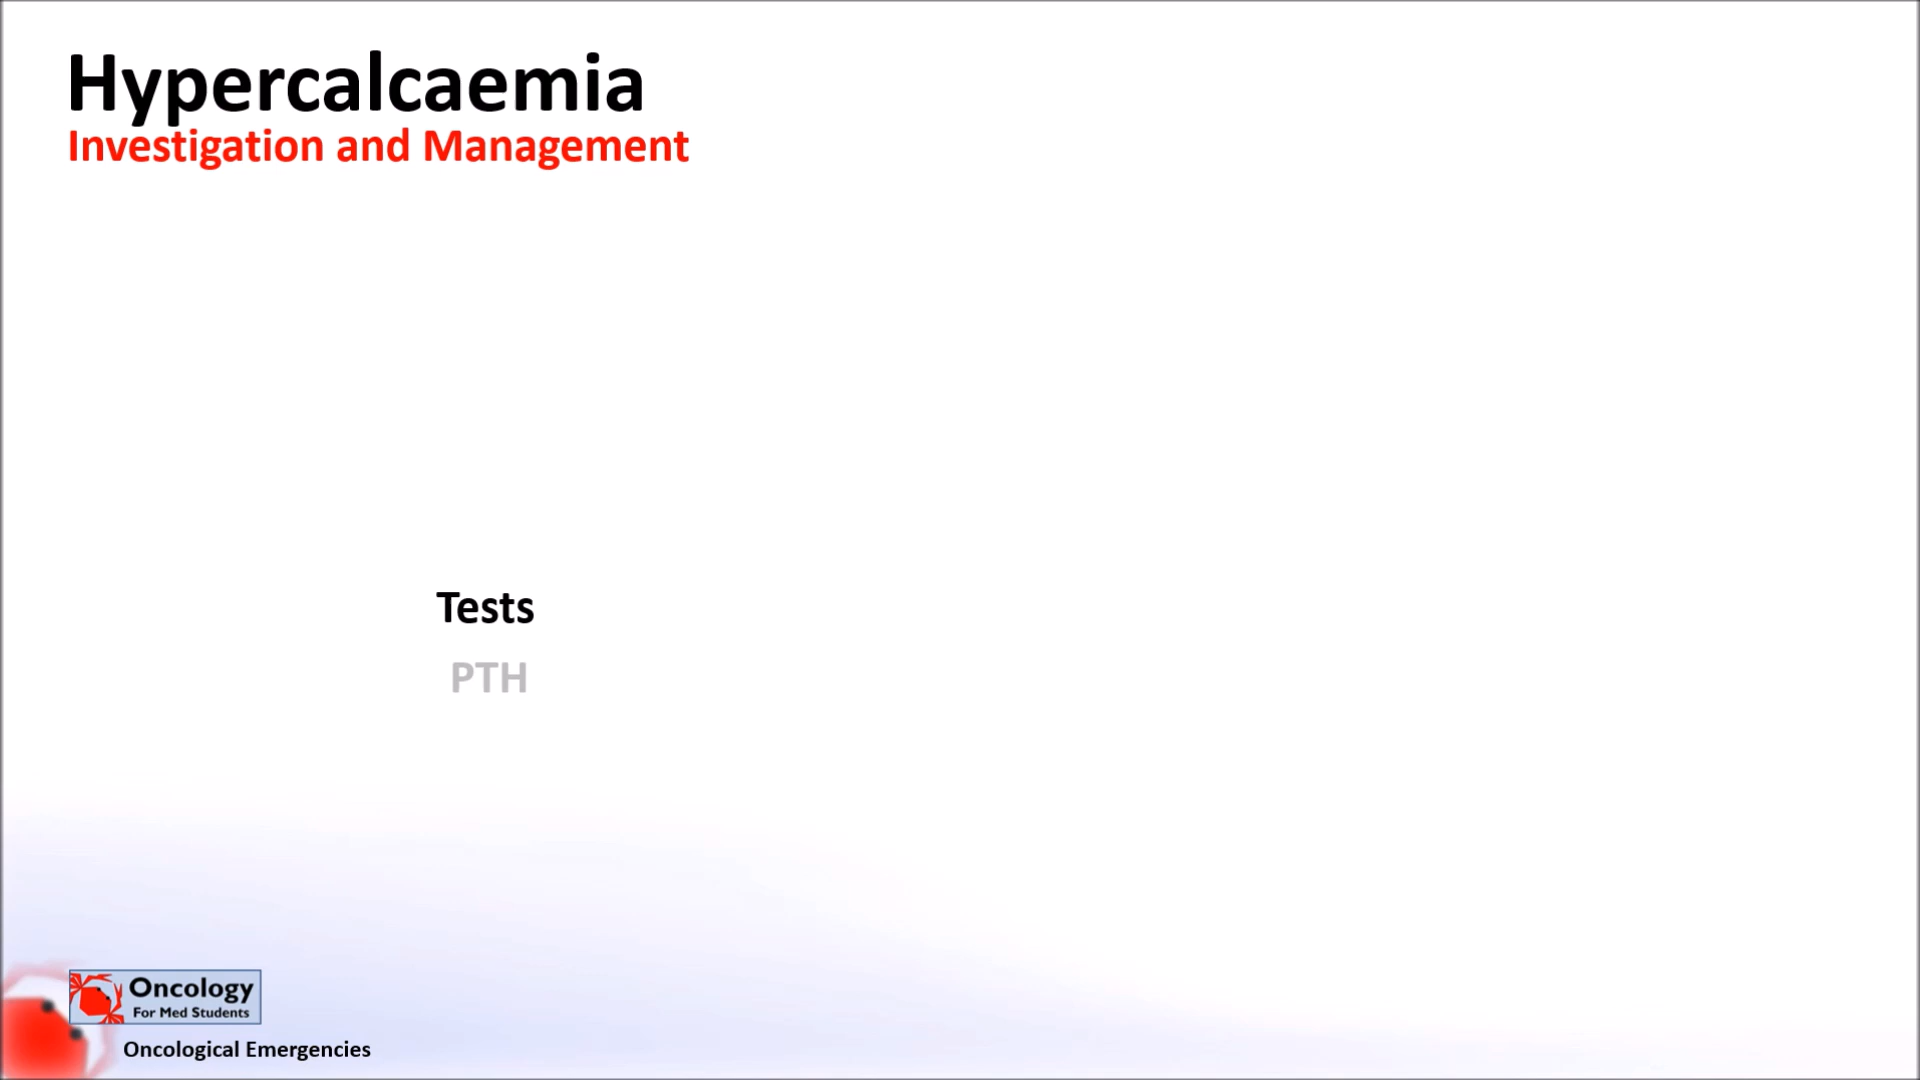 Hypercalcaemia
Investigation and Management
Tests
PTH
Oncology
For Med Students
Oncological Emergencies